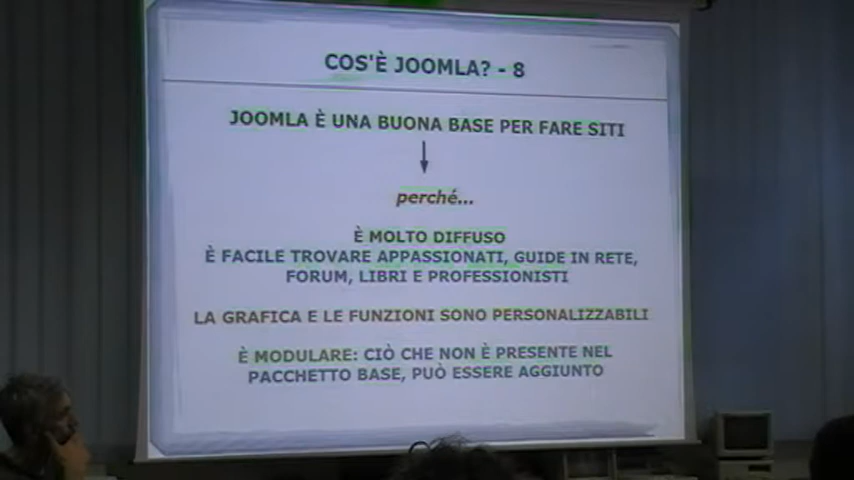 COS'È JOOMLA? - 8
JOOMLA È UNA BUONA BASE PER FARE SITI
perché...
È MOLTO DIFFUSO
È FACILE TROVARE APPASSIONATI, GUIDE IN RETE,
FORUM, LIBRI E PROFESSIONISTI
LA GRAFICA E LE FUNZIONI SONO PERSONALIZZABILI
È MODULARE: CIÒ CHE NON È PRESENTE NEL
PACCHETTO BASE, PUÒ ESSERE AGGIUNTO